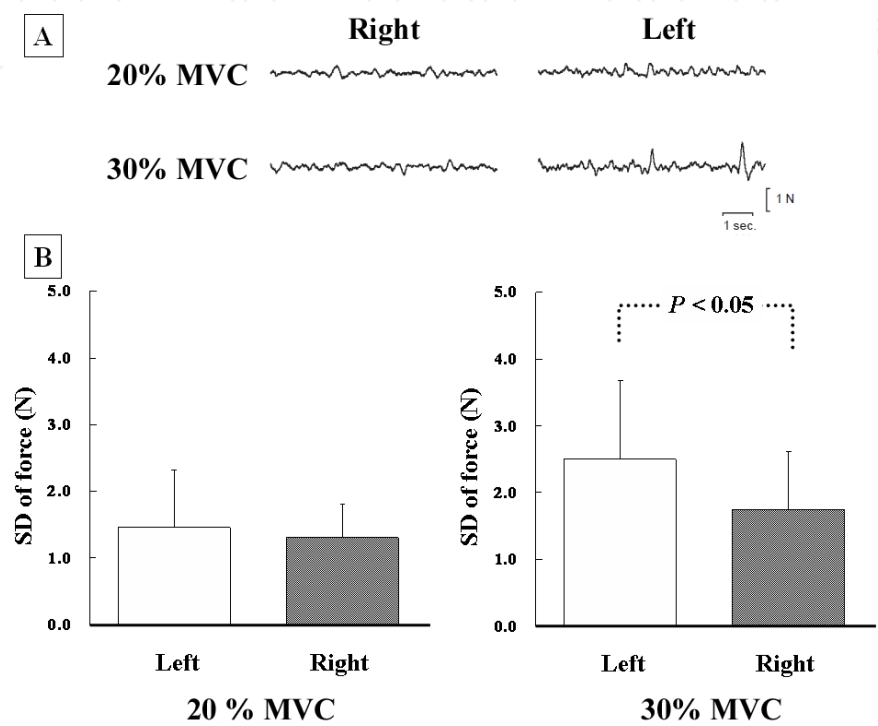 A
Right Left
20% MVC
30% MVC
1 N
1 sec.
B
SD of force (N)
5.0
4.0
3.0
2.0
1.0
0.0
Left Right
20 % MVC
SD of force (N)
5.0
4.0
3.0
2.0
1.0
0.0
P < 0.05
Left Right
30% MVC